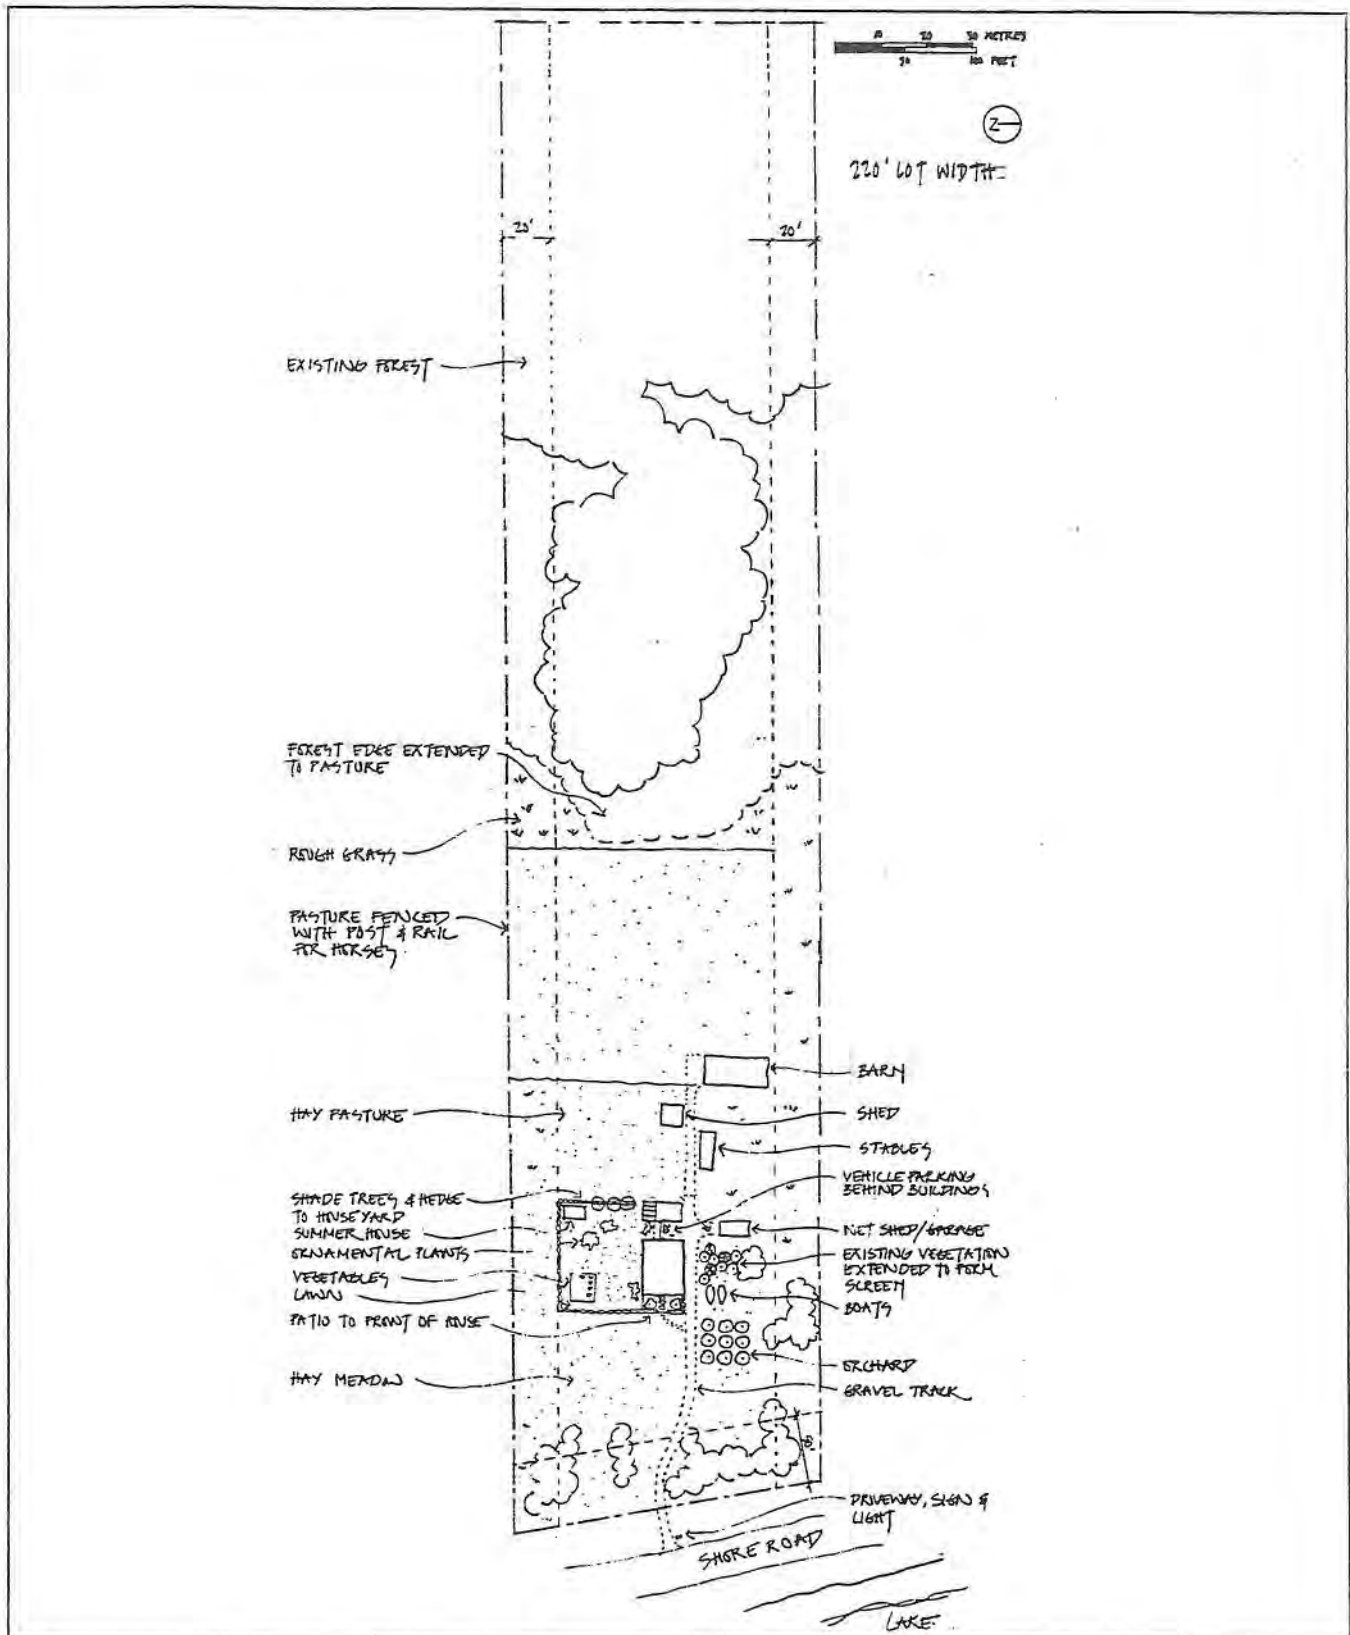 10 20 30 METRES
50 100 FEET
Z
220' LOT WIDTH
20' 20'
EXISTING FOREST
FOREST EDGE EXTENDED
TO PASTURE
ROUGH GRASS
PASTURE FENCED
WITH POST & RAIL
FOR HORSES
BARN
HAY PASTURE
SHED
STABLES
VEHICLE PARKING
BEHIND BUILDINGS
SHADE TREES & HEDGE
TO HOUSEYARD
SUMMER HOUSE
NET SHED/GARAGE
ORNAMENTAL PLANTS
EXISTING VEGETATION
EXTENDED TO FORM
SCREEN
VEGETABLES
LAWN
BOATS
PATIO TO FRONT OF HOUSE
ORCHARD
HAY MEADOW
GRAVEL TRACK
DRIVEWAY, SIGN &
LIGHT
SHORE ROAD
LAKE